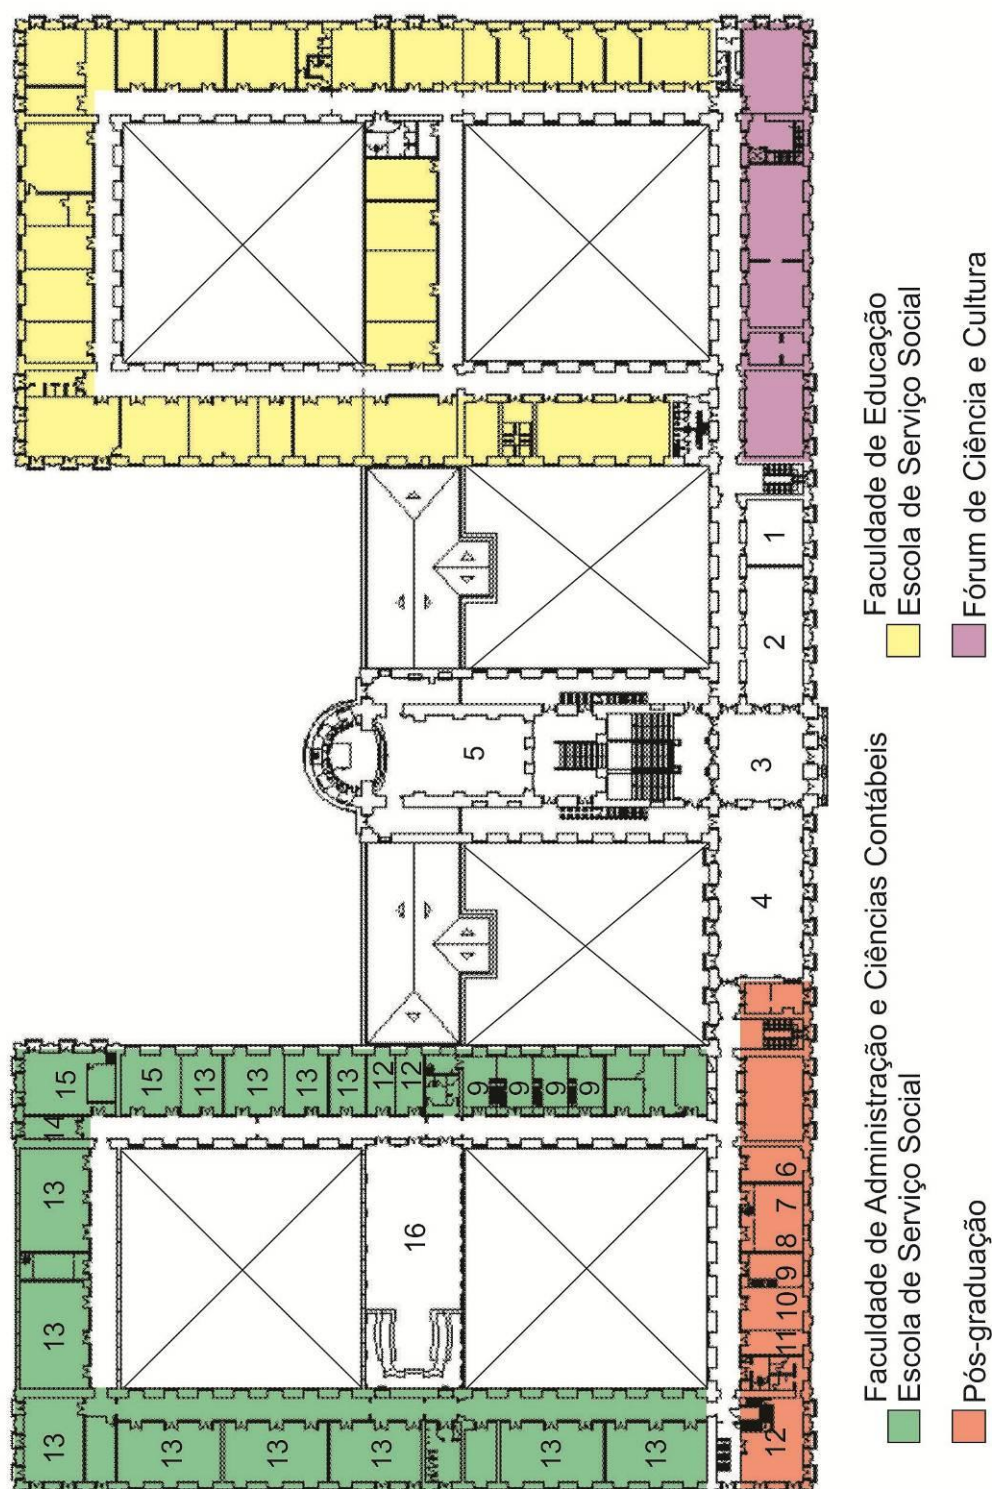 13 13 13 14 15
13 15
13
13 13
13
13 13
12
16 12
9 5
9
13 9
9
13
12 11 10 9 8 7 6 4 3 2 1
Faculdade de Administração e Ciências Contábeis
Escola de Serviço Social
Faculdade de Educação
Escola de Serviço Social
Pós-graduação
Fórum de Ciência e Cultura